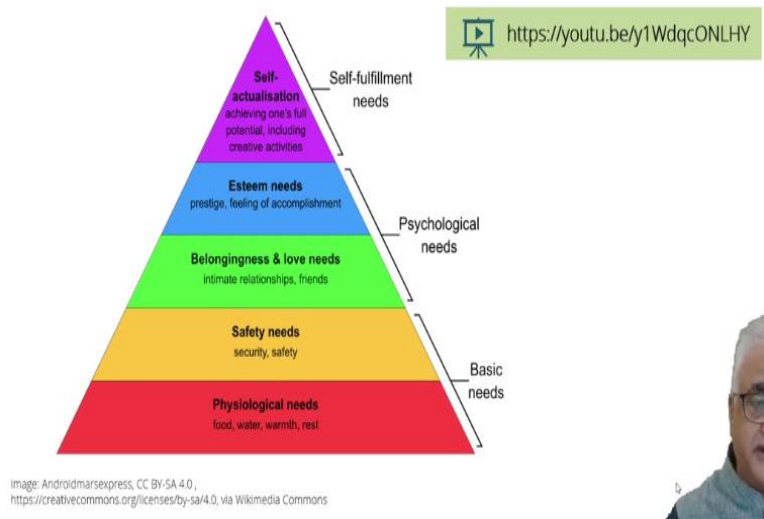 https://youtu.be/y1WdqcONLHY
Self-
actualisation
achieving one's full
potential, including
creative activities
Self-fulfillment
needs
Esteem needs
prestige, feeling of accomplishment
Psychological
needs
Belongingness & love needs
intimate relationships, friends
Safety needs
security, safety
Basic
needs
Physiological needs
food, water, warmth, rest
Image: Androidmarsexpress, CC BY-SA 4.0 ,
https://creativecommons.org/licenses/by-sa/4.0, via Wikimedia Commons